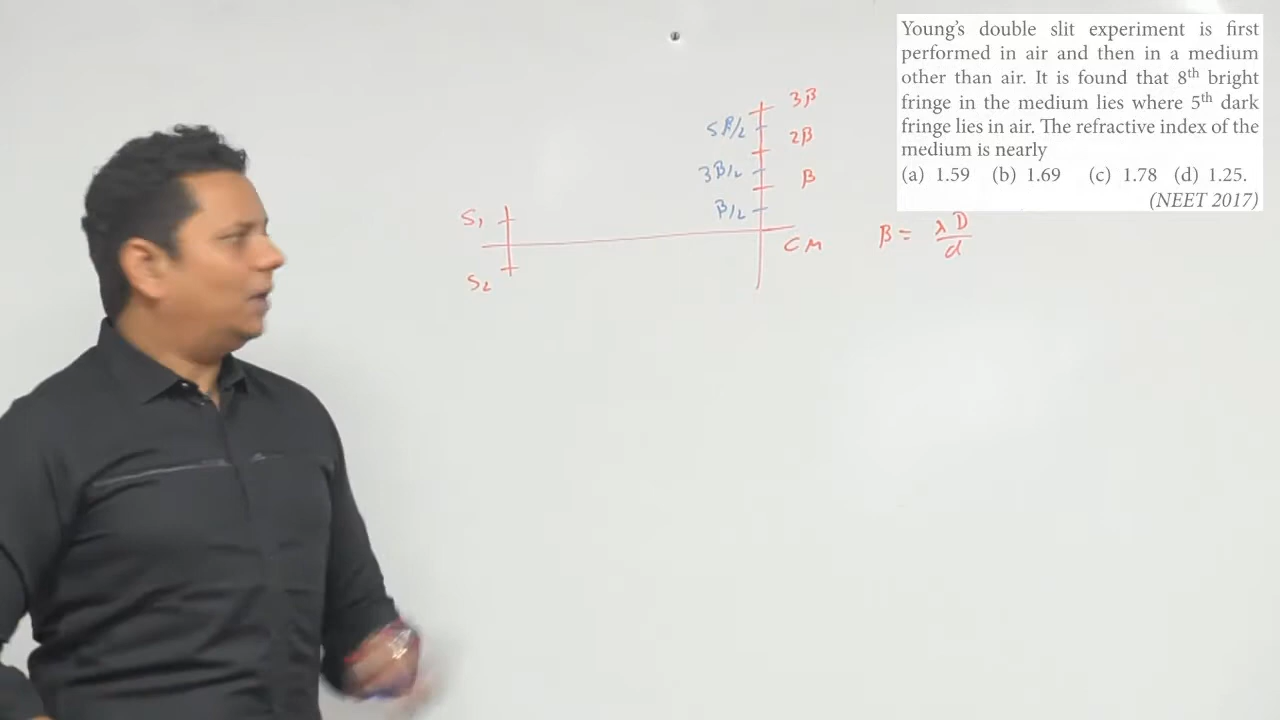 Young's double slit experiment is first
performed in air and then in a medium
other than air. It is found that 8th bright
fringe in the medium lies where 5th dark
fringe lies in air. The refractive index of the
medium is nearly
(a) 1.59 (b) 1.69 (c) 1.78 (d) 1.25.
(NEET 2017)
3β
5β/2
2β
3β/2
β
β/2
S1
CM
β = λD/d
S2